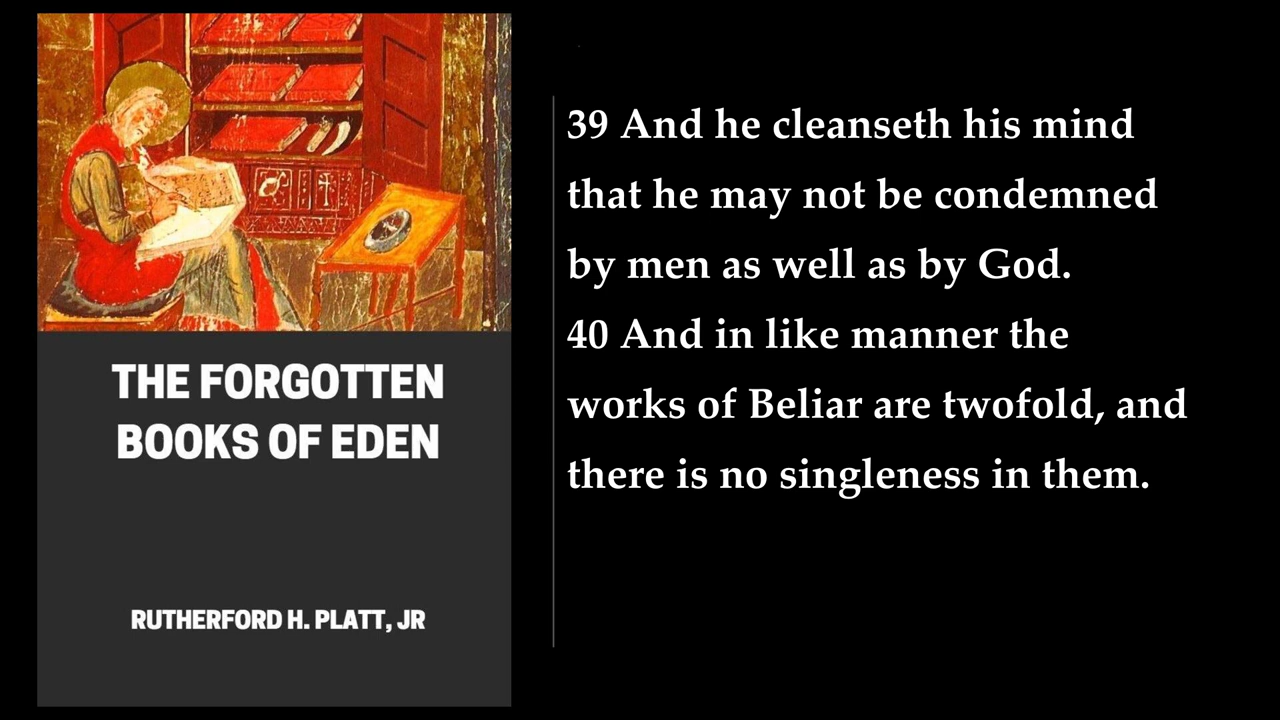 THE FORGOTTEN
BOOKS OF EDEN
RUTHERFORD H. PLATT, JR
39 And he cleanseth his mind
that he may not be condemned
by men as well as by God.
40 And in like manner the
works of Beliar are twofold, and
there is no singleness in them.